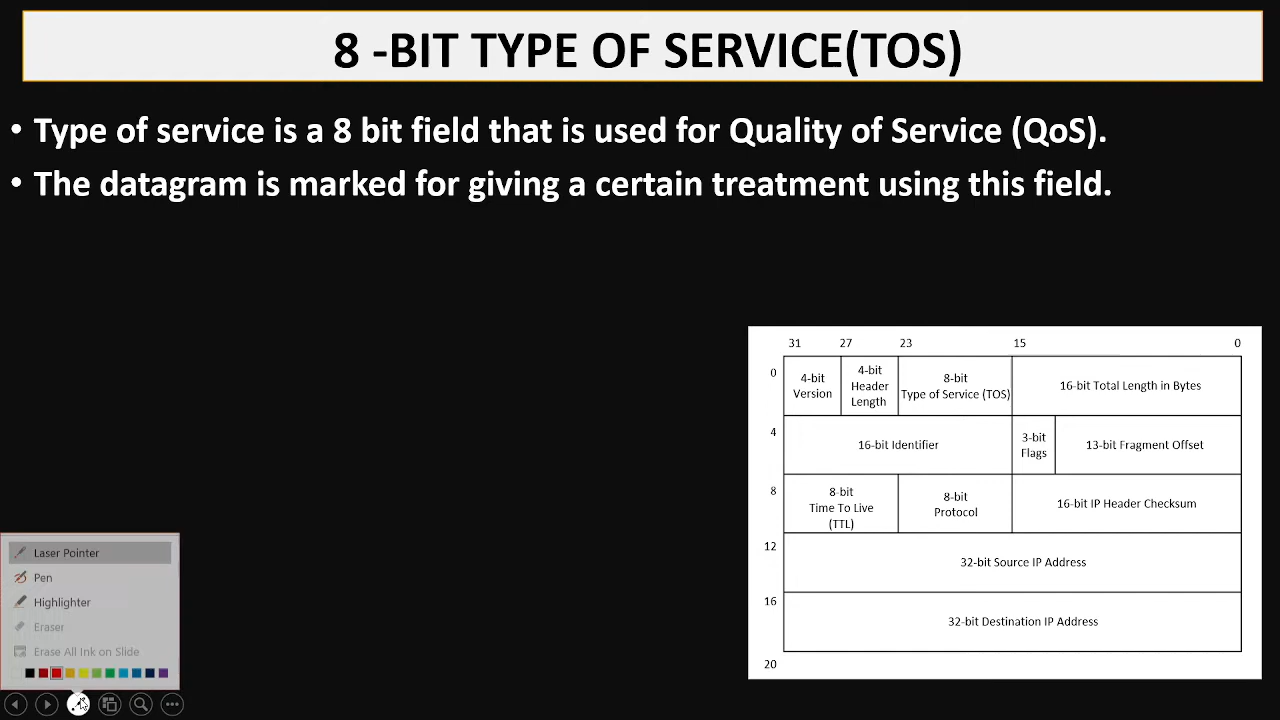 8 -BIT TYPE OF SERVICE(TOS)
• Type of service is a 8 bit field that is used for Quality of Service (QoS).
• The datagram is marked for giving a certain treatment using this field.
31 27 23 15 0
0
4-bit
Version
4-bit
Header
Length
8-bit
Type of Service (TOS)
16-bit Total Length in Bytes
4
16-bit Identifier
3-bit
Flags
13-bit Fragment Offset
8
8-bit
Time To Live
(TTL)
8-bit
Protocol
16-bit IP Header Checksum
12
32-bit Source IP Address
16
32-bit Destination IP Address
20
Laser Pointer
Pen
Highlighter
Eraser
Erase All Ink on Slide